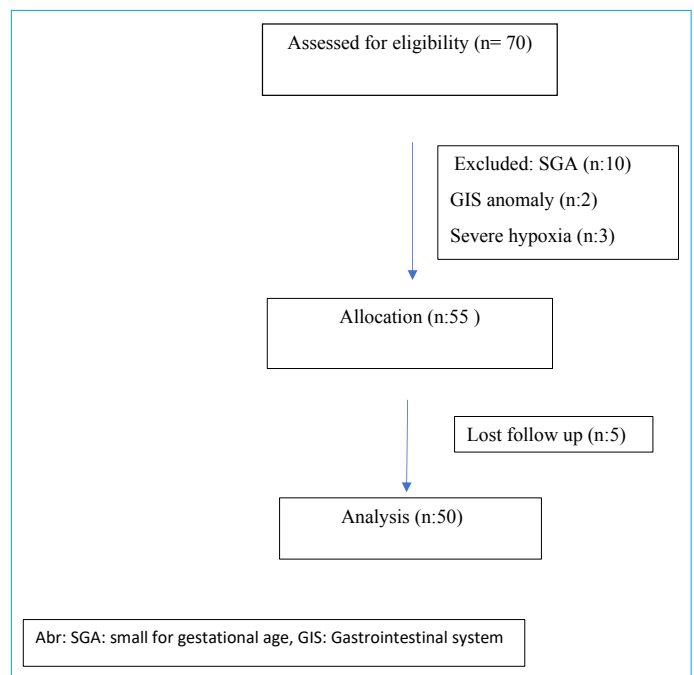 Assessed for eligibility (n= 70)
Excluded: SGA (n:10)
GIS anomaly (n:2)
Severe hypoxia (n:3)
Allocation (n:55 )
Lost follow up (n:5)
Analysis (n:50)
Abr: SGA: small for gestational age, GIS: Gastrointestinal system